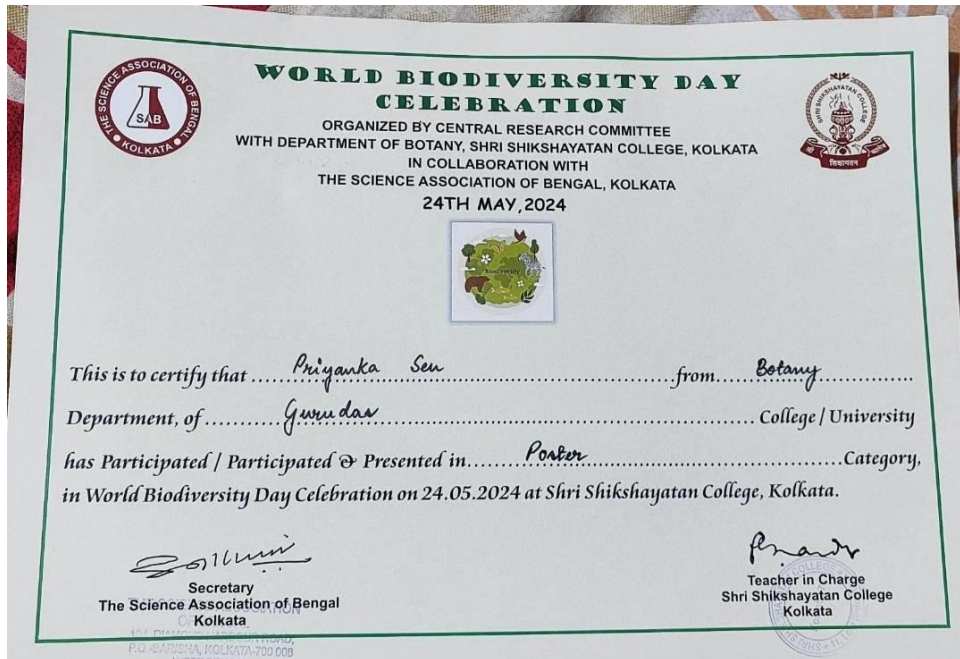 THE SCIENCE ASSOCIATION OF BENGAL
SAB
KOLKATA
WORLD BIODIVERSITY DAY
CELEBRATION
ORGANIZED BY CENTRAL RESEARCH COMMITTEE
WITH DEPARTMENT OF BOTANY, SHRI SHIKSHAYATAN COLLEGE, KOLKATA
IN COLLABORATION WITH
THE SCIENCE ASSOCIATION OF BENGAL, KOLKATA
24TH MAY,2024
SHRI SHIKSHAYATAN COLLEGE
श्री शिक्षायतन कालेज
Biodiversity
This is to certify that Priyanka Sen from Botany
Department, of Gurudas College / University
has Participated / Participated & Presented in Poster Category,
in World Biodiversity Day Celebration on 24.05.2024 at Shri Shikshayatan College, Kolkata.
Secretary
The Science Association of Bengal
Kolkata
P.O.-BARISHA, KOLKATA-700 008
Teacher in Charge
Shri Shikshayatan College
Kolkata